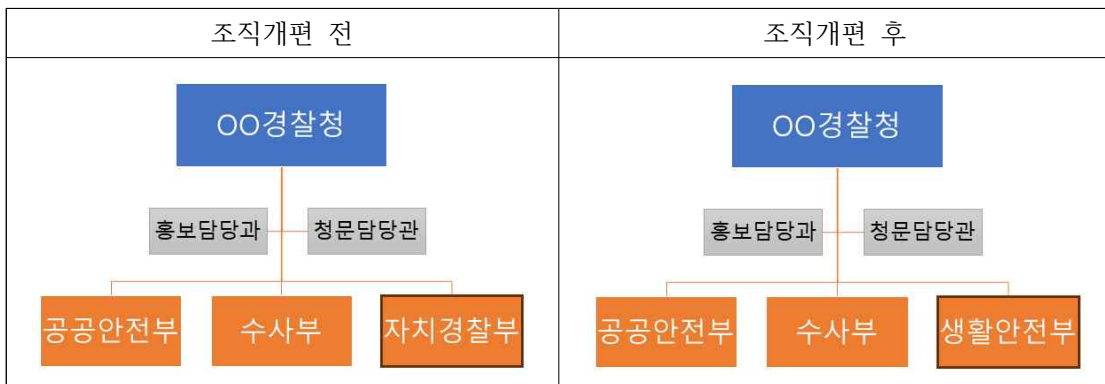 조직개편 전
조직개편 후
OO경찰청
홍보담당과
청문담당관
공공안전부
수사부
자치경찰부
OO경찰청
홍보담당과
청문담당관
공공안전부
수사부
생활안전부